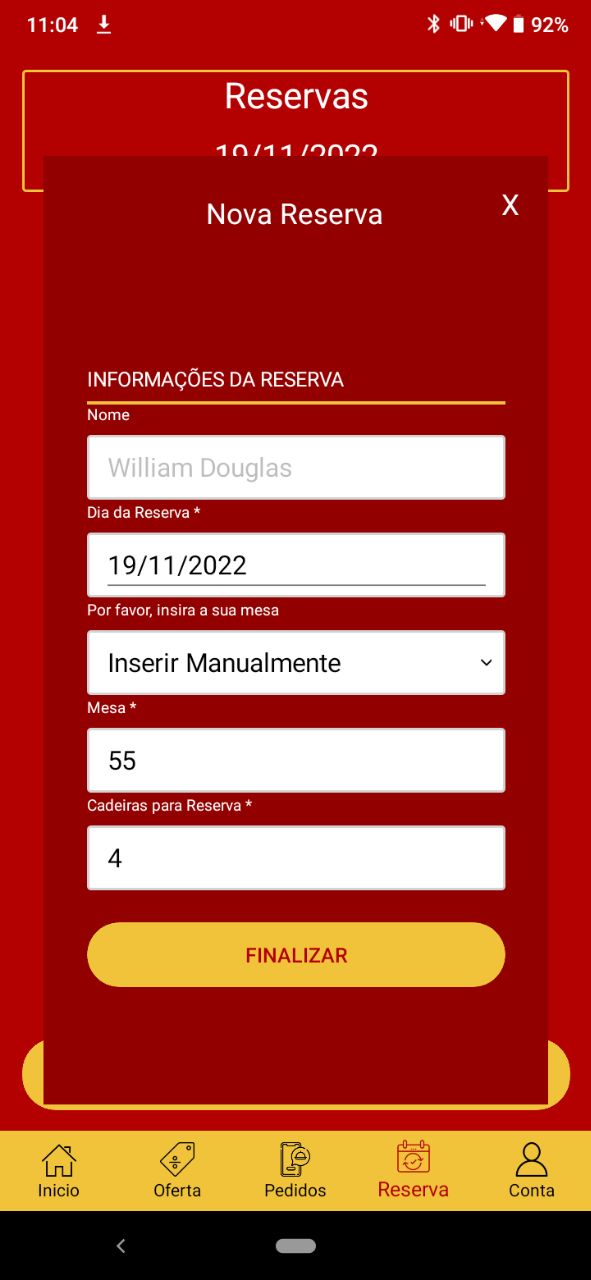 11:04
92%
Reservas
19/11/2022
Nova Reserva
X
INFORMAÇÕES DA RESERVA
Nome
William Douglas
Dia da Reserva *
19/11/2022
Por favor, insira a sua mesa
Inserir Manualmente
Mesa *
55
Cadeiras para Reserva *
4
FINALIZAR
Inicio
Oferta
Pedidos
Reserva
Conta